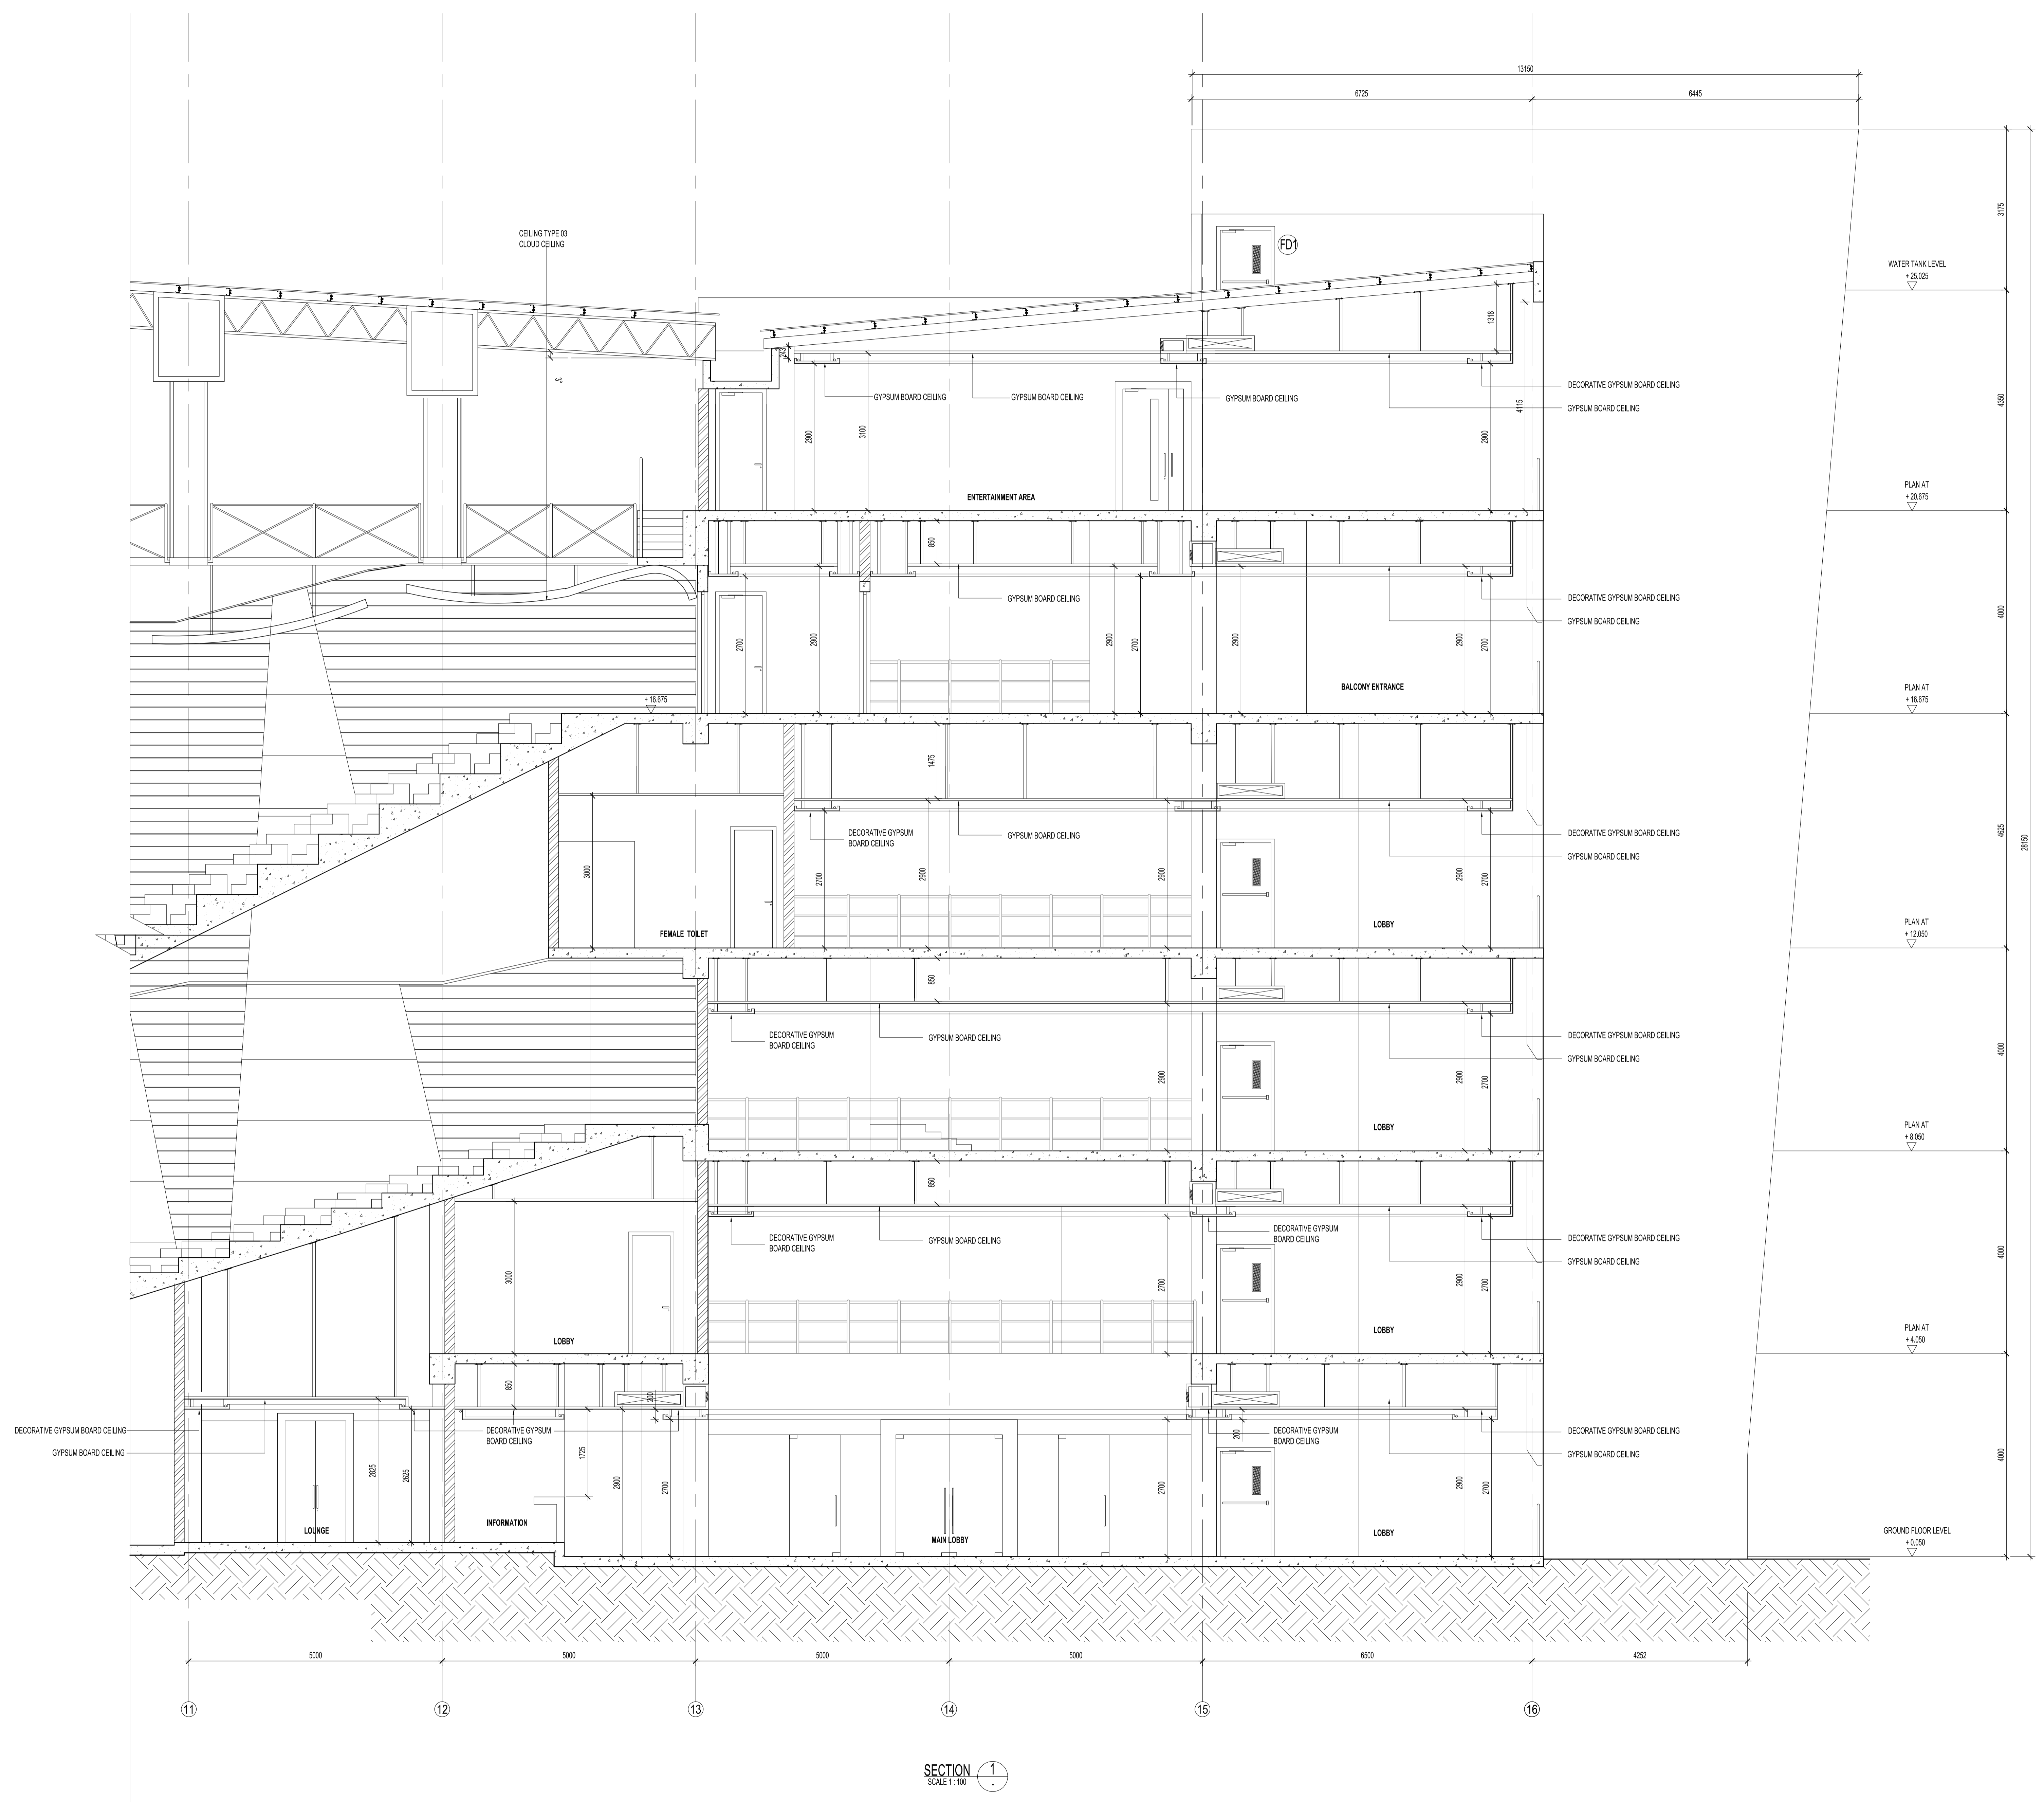 13150
6725
6445
3175
CEILING TYPE 03
CLOUD CEILING
FD1
WATER TANK LEVEL
+ 25.025
1318
245
GYPSUM BOARD CEILING
GYPSUM BOARD CEILING
GYPSUM BOARD CEILING
DECORATIVE GYPSUM BOARD CEILING
GYPSUM BOARD CEILING
4115
4350
2900
3100
2900
ENTERTAINMENT AREA
PLAN AT
+ 20.675
850
GYPSUM BOARD CEILING
DECORATIVE GYPSUM BOARD CEILING
GYPSUM BOARD CEILING
4000
2700
2900
2900
2700
2900
2900
2700
BALCONY ENTRANCE
PLAN AT
+ 16.675
+ 16.675
1475
DECORATIVE GYPSUM
BOARD CEILING
GYPSUM BOARD CEILING
DECORATIVE GYPSUM BOARD CEILING
GYPSUM BOARD CEILING
4625
28150
3000
2700
2900
2900
2900
2700
FEMALE TOILET
LOBBY
PLAN AT
+ 12.050
850
DECORATIVE GYPSUM
BOARD CEILING
GYPSUM BOARD CEILING
DECORATIVE GYPSUM BOARD CEILING
GYPSUM BOARD CEILING
4000
2900
2900
2700
LOBBY
PLAN AT
+ 8.050
850
DECORATIVE GYPSUM
BOARD CEILING
GYPSUM BOARD CEILING
DECORATIVE GYPSUM
BOARD CEILING
DECORATIVE GYPSUM BOARD CEILING
GYPSUM BOARD CEILING
4000
3000
2700
2900
2700
LOBBY
LOBBY
PLAN AT
+ 4.050
850
200
DECORATIVE GYPSUM BOARD CEILING
GYPSUM BOARD CEILING
DECORATIVE GYPSUM
BOARD CEILING
DECORATIVE GYPSUM
BOARD CEILING
200
DECORATIVE GYPSUM BOARD CEILING
GYPSUM BOARD CEILING
4000
2825
2625
1725
2900
2700
2700
2900
2700
LOUNGE
INFORMATION
MAIN LOBBY
LOBBY
GROUND FLOOR LEVEL
+ 0.050
5000
5000
5000
5000
6500
4252
11
12
13
14
15
16
SECTION
1
SCALE 1 : 100
-